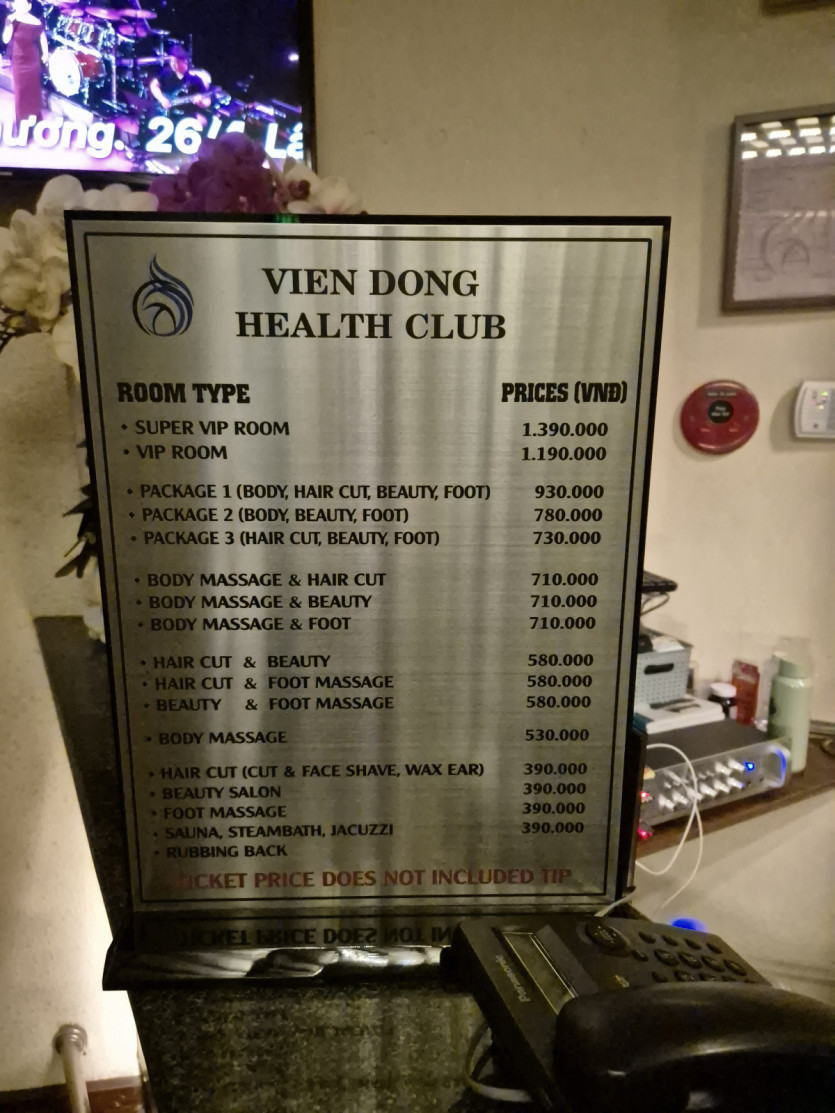 26/4
VIEN DONG
HEALTH CLUB
ROOM TYPE PRICES (VNĐ)
• SUPER VIP ROOM 1.390.000
• VIP ROOM 1.190.000
• PACKAGE 1 (BODY, HAIR CUT, BEAUTY, FOOT) 930.000
• PACKAGE 2 (BODY, BEAUTY, FOOT) 780.000
• PACKAGE 3 (HAIR CUT, BEAUTY, FOOT) 730.000
• BODY MASSAGE & HAIR CUT 710.000
• BODY MASSAGE & BEAUTY 710.000
• BODY MASSAGE & FOOT 710.000
• HAIR CUT & BEAUTY 580.000
• HAIR CUT & FOOT MASSAGE 580.000
• BEAUTY & FOOT MASSAGE 580.000
• BODY MASSAGE 530.000
• HAIR CUT (CUT & FACE SHAVE, WAX EAR) 390.000
• BEAUTY SALON 390.000
• FOOT MASSAGE 390.000
• SAUNA, STEAMBATH, JACUZZI 390.000
• RUBBING BACK
TICKET PRICE DOES NOT INCLUDED TIP
Panasonic